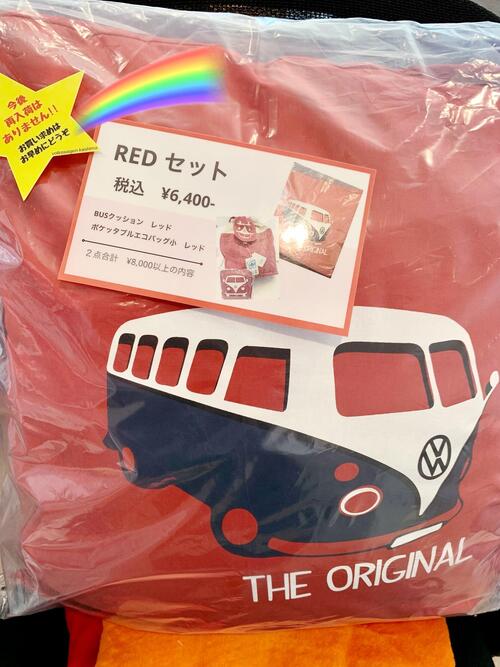 今後
再入荷は
ありません!!
お買い求めは
お早めにどうぞ
RED セット
税込 ¥6,400-
BUSクッション レッド
ポケッタブルエコバッグ小 レッド
2点合計 ¥8,000以上の内容
THE ORIGINAL
VW
THE ORIGINAL